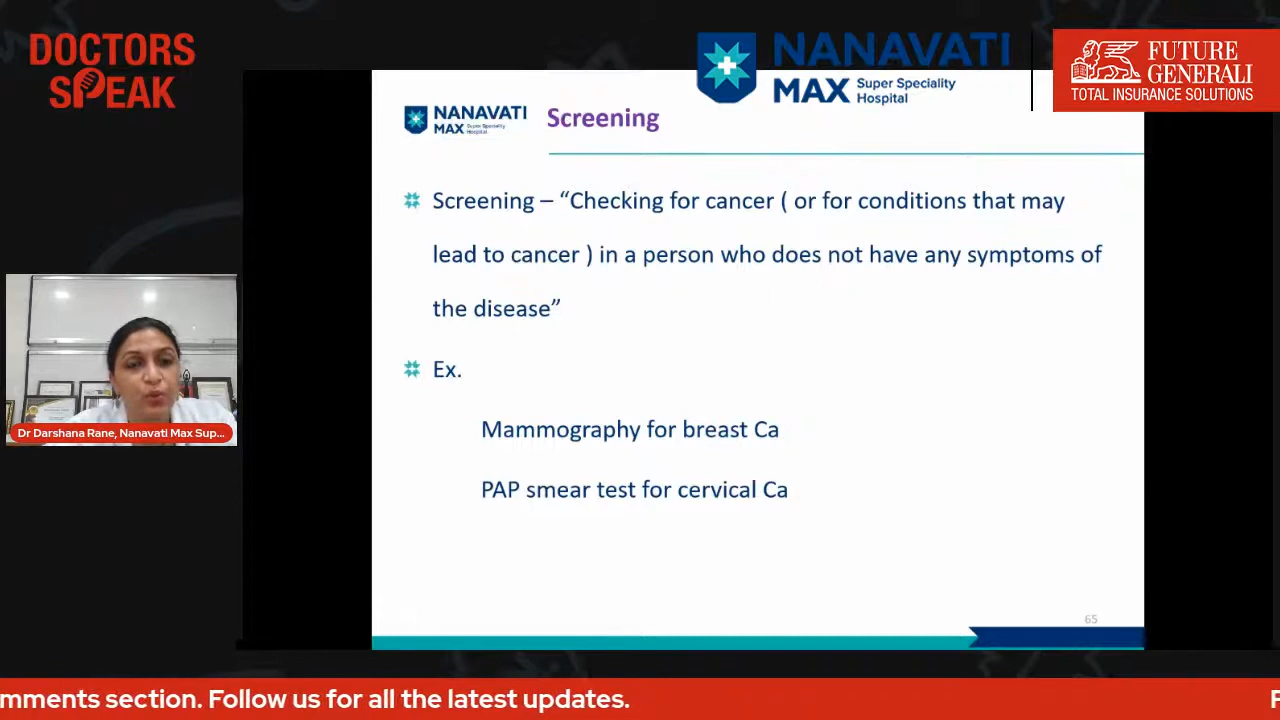 DOCTORS
SPEAK
NANAVATI
MAX Super Speciality
Hospital
FUTURE
GENERALI
TOTAL INSURANCE SOLUTIONS
NANAVATI
MAX Super Speciality
Hospital
Screening
Screening – “Checking for cancer ( or for conditions that may
lead to cancer ) in a person who does not have any symptoms of
the disease”
Ex.
Mammography for breast Ca
PAP smear test for cervical Ca
Dr Darshana Rane, Nanavati Max Sup...
65
mments section. Follow us for all the latest updates.